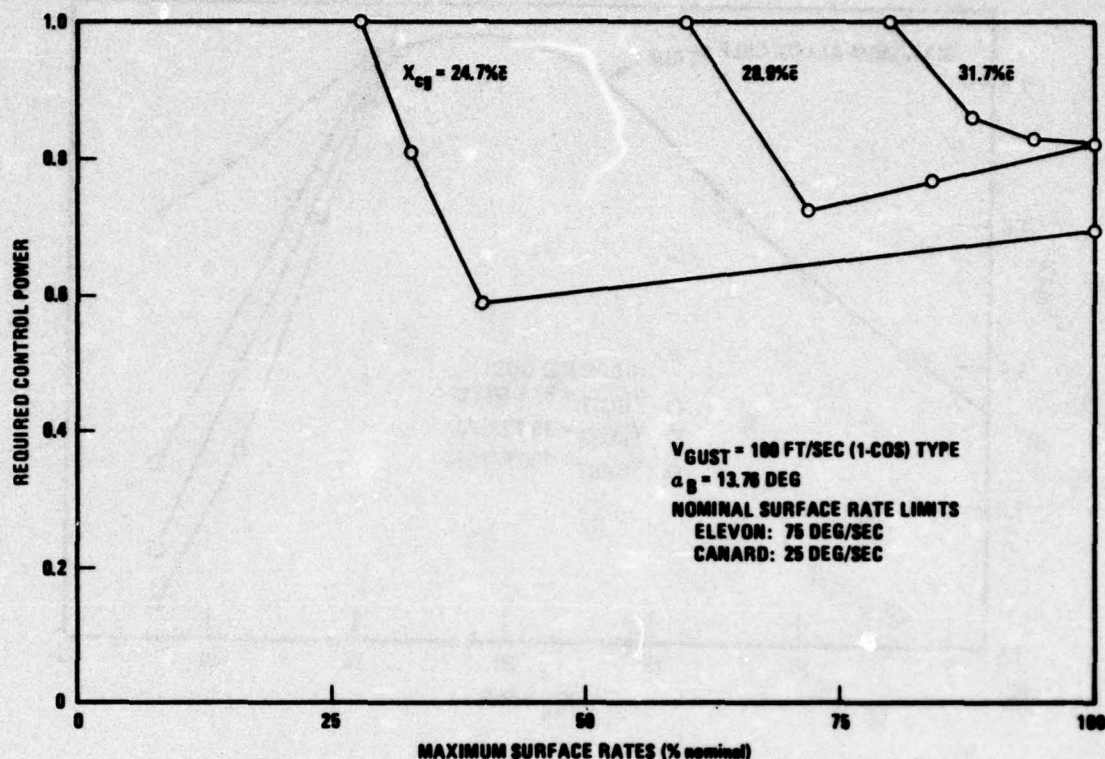 1.0
0.8
0.6
0.4
0.2
0
REQUIRED CONTROL POWER
X_cg = 24.7%c̄
28.9%c̄
31.7%c̄
V_GUST = 100 FT/SEC (1-COS) TYPE
α_B = 13.76 DEG
NOMINAL SURFACE RATE LIMITS
ELEVON: 75 DEG/SEC
CANARD: 25 DEG/SEC
0
25
50
75
100
MAXIMUM SURFACE RATES (% nominal)